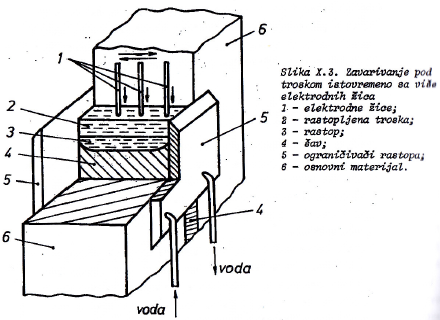 1
2
3
4
5
6
6
5
4
voda
voda
Slika X.3. Zavarivanje pod
troskom istovremeno sa više
elektrodnih žica
1 - elektrodne žice;
2 - rastopljena troska;
3 - rastop;
4 - šav;
5 - ograničivači rastopa;
6 - osnovni materijal.